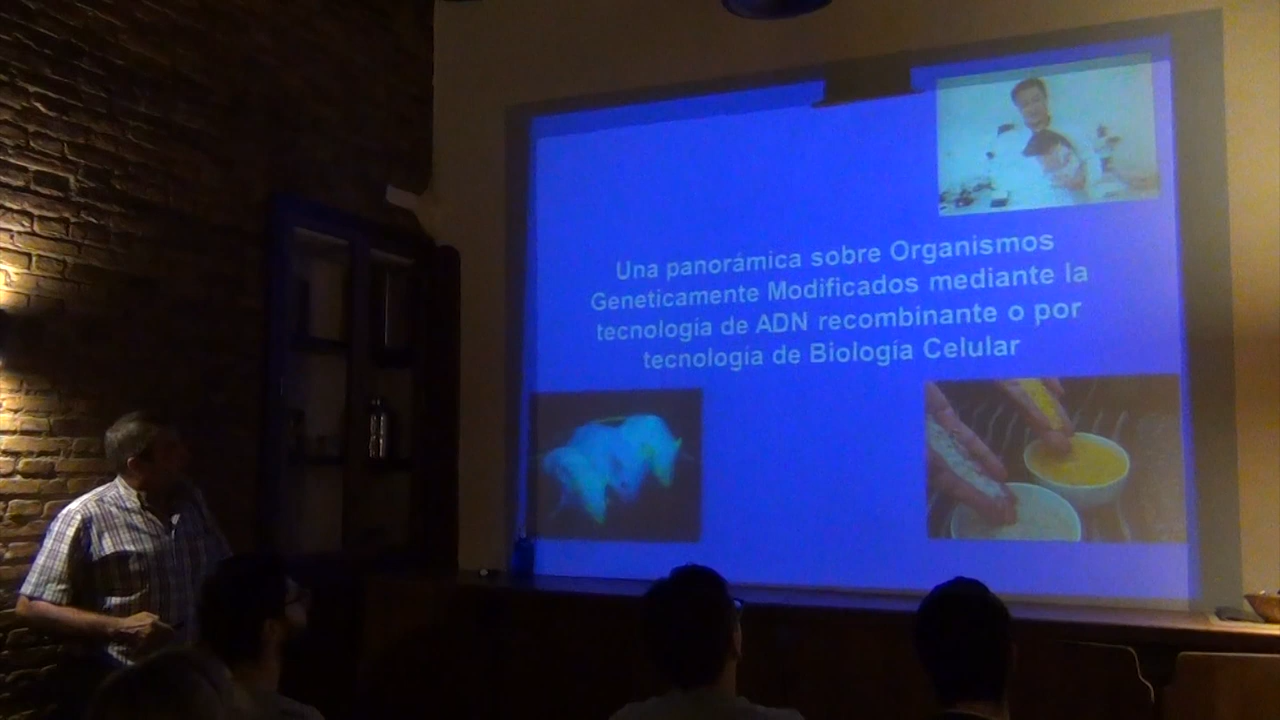 Una panorámica sobre Organismos
Geneticamente Modificados mediante la
tecnología de ADN recombinante o por
tecnología de Biología Celular